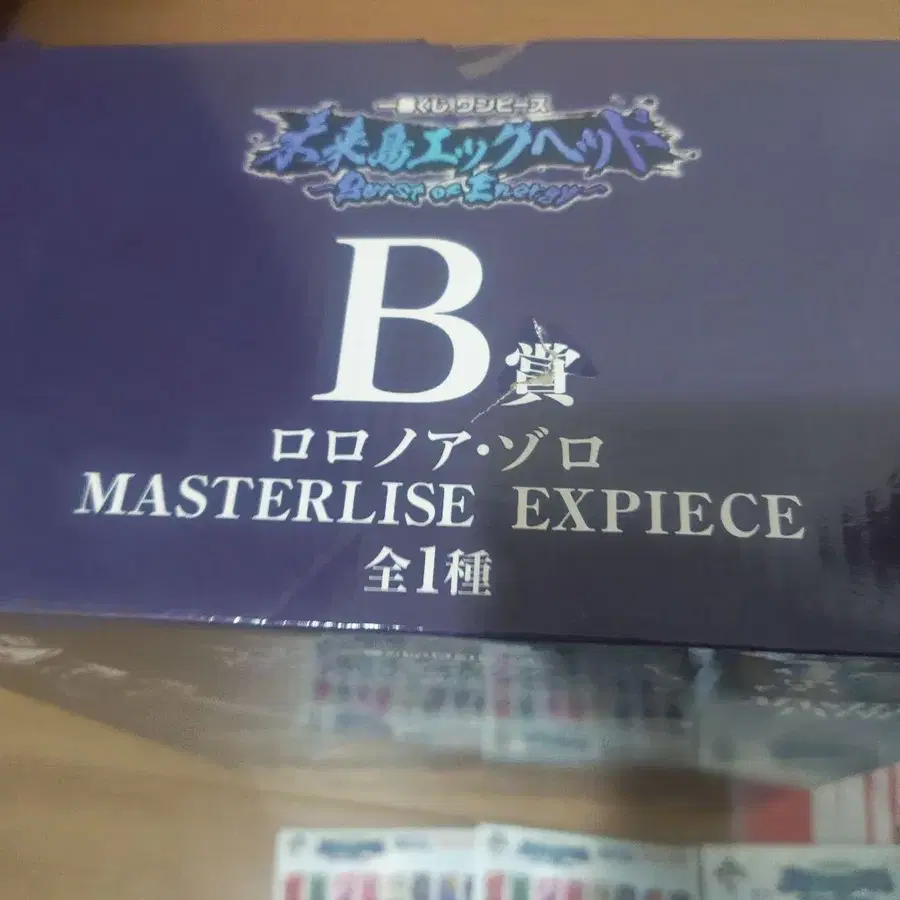 一番くじ ワンピース
未来島エッグヘッド
Burst of Energy
B賞
ロロノア・ゾロ
MASTERLISE EXPIECE
全1種